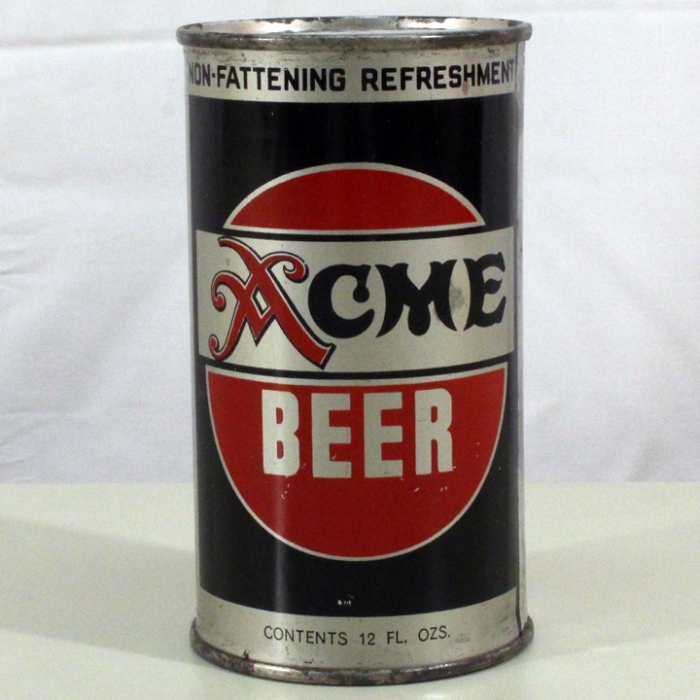 NON-FATTENING REFRESHMENT
ACME
BEER
CONTENTS 12 FL. OZS.